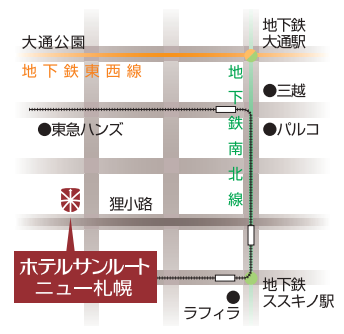 地下鉄
大通駅
大通公園
地下鉄東西線
地下鉄南北線
●三越
●東急ハンズ
●パルコ
狸小路
ホテルサンルート
ニュー札幌
地下鉄
ススキノ駅
●
ラフィラ